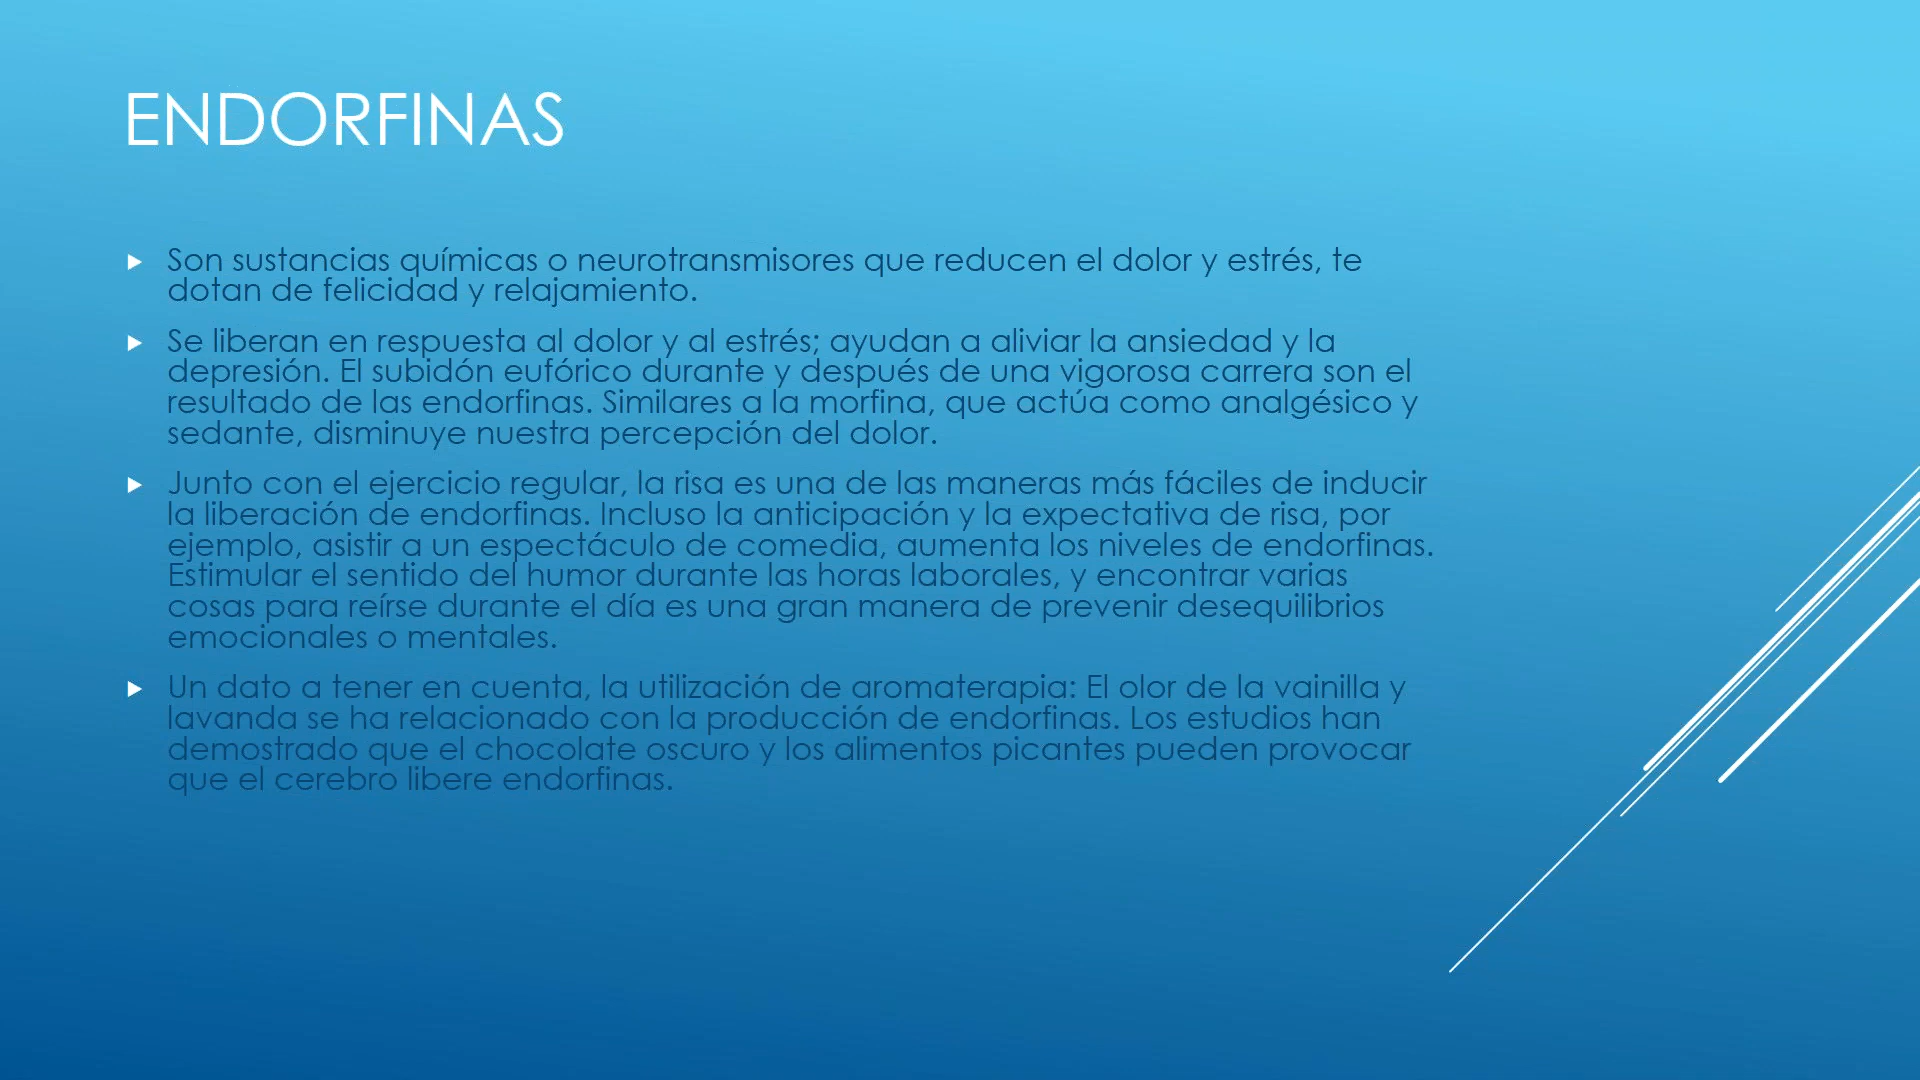 ENDORFINAS
Son sustancias químicas o neurotransmisores que reducen el dolor y estrés, te
dotan de felicidad y relajamiento.
Se liberan en respuesta al dolor y al estrés; ayudan a aliviar la ansiedad y la
depresión. El subidón eufórico durante y después de una vigorosa carrera son el
resultado de las endorfinas. Similares a la morfina, que actúa como analgésico y
sedante, disminuye nuestra percepción del dolor.
Junto con el ejercicio regular, la risa es una de las maneras más fáciles de inducir
la liberación de endorfinas. Incluso la anticipación y la expectativa de risa, por
ejemplo, asistir a un espectáculo de comedia, aumenta los niveles de endorfinas.
Estimular el sentido del humor durante las horas laborales, y encontrar varias
cosas para reírse durante el día es una gran manera de prevenir desequilibrios
emocionales o mentales.
Un dato a tener en cuenta, la utilización de aromaterapia: El olor de la vainilla y
lavanda se ha relacionado con la producción de endorfinas. Los estudios han
demostrado que el chocolate oscuro y los alimentos picantes pueden provocar
que el cerebro libere endorfinas.